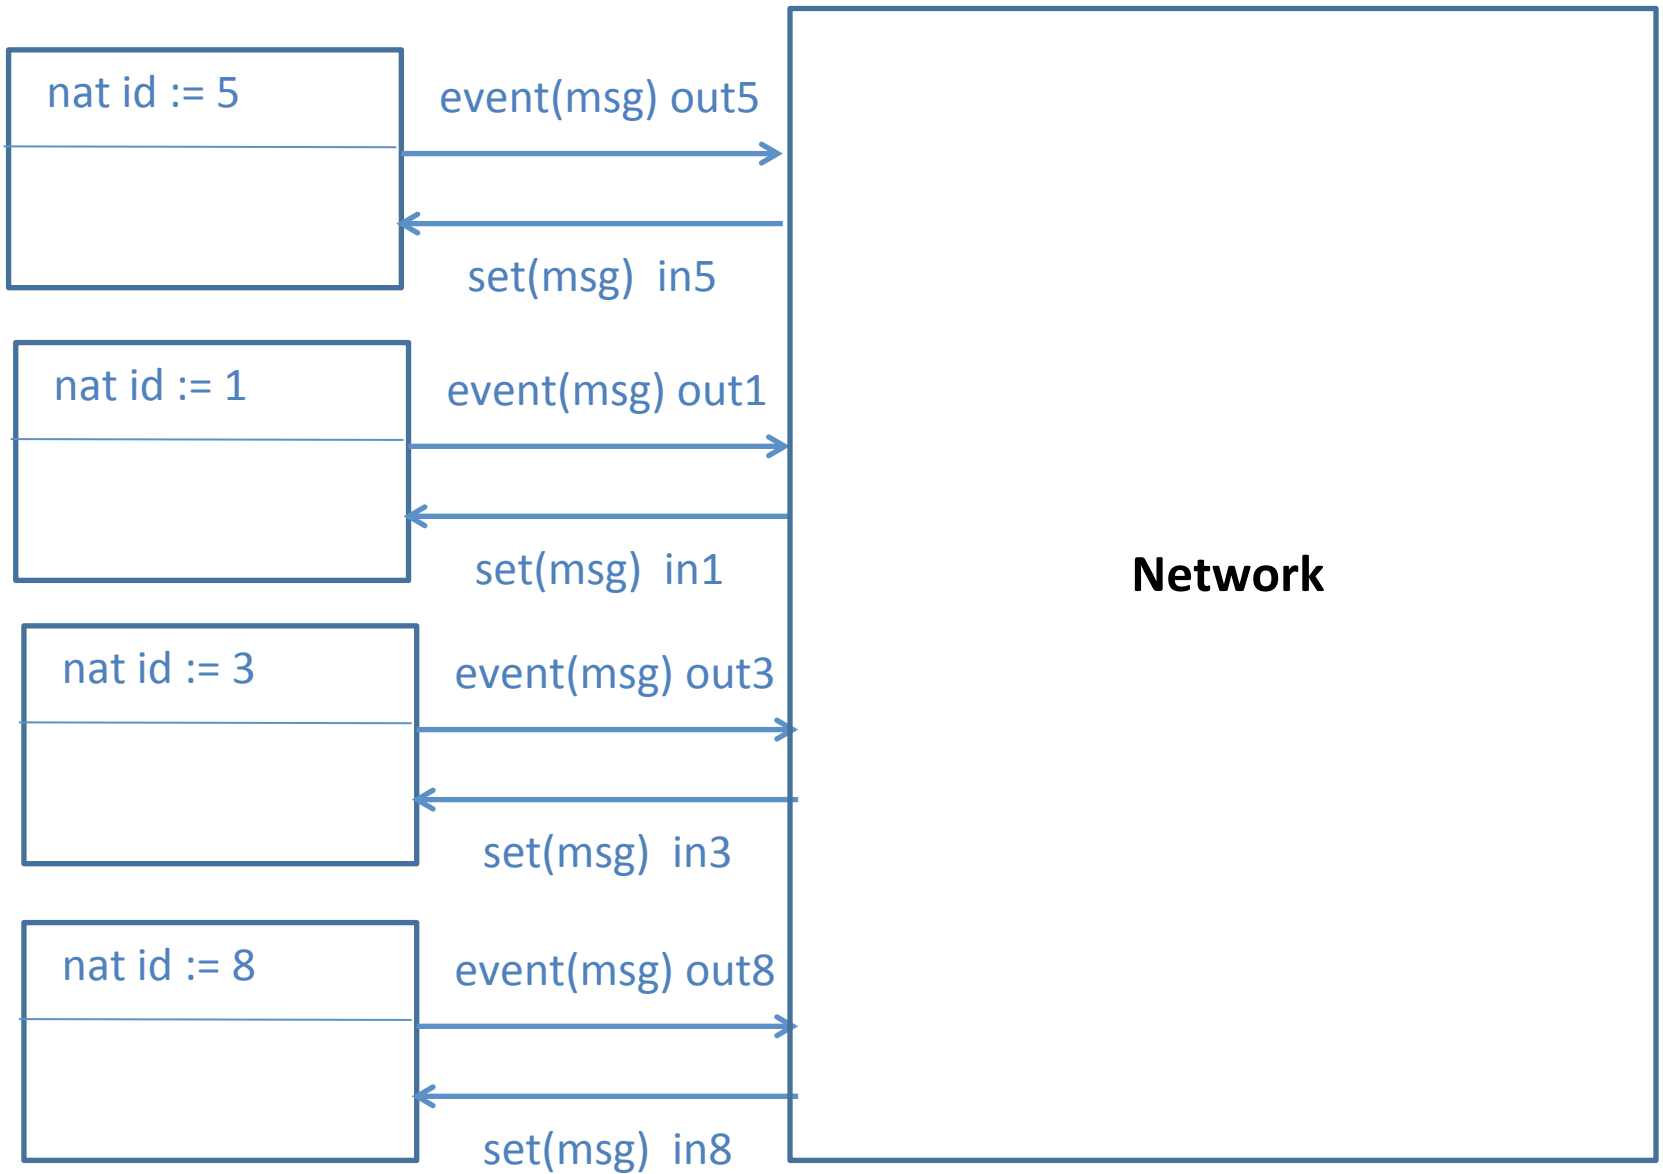 nat id := 5
event(msg) out5
set(msg) in5
nat id := 1
event(msg) out1
set(msg) in1
Network
nat id := 3
event(msg) out3
set(msg) in3
nat id := 8
event(msg) out8
set(msg) in8